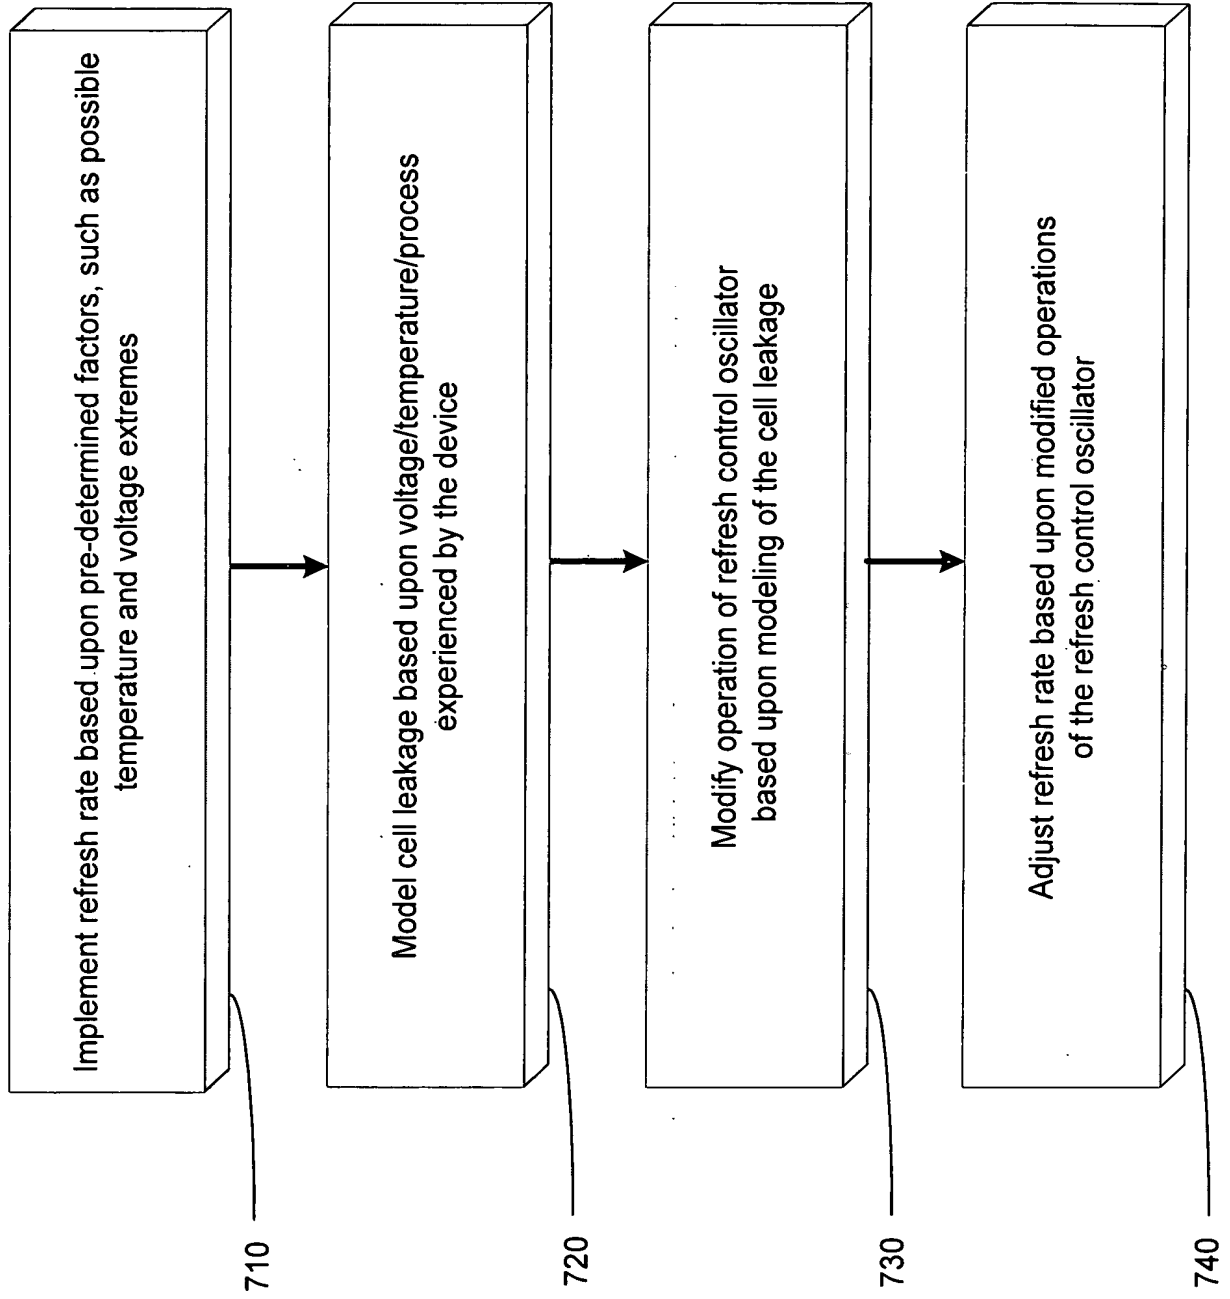 Implement refresh rate based upon pre-determined factors, such as possible
temperature and voltage extremes
710
Model cell leakage based upon voltage/temperature/process
experienced by the device
720
Modify operation of refresh control oscillator
based upon modeling of the cell leakage
730
Adjust refresh rate based upon modified operations
of the refresh control oscillator
740